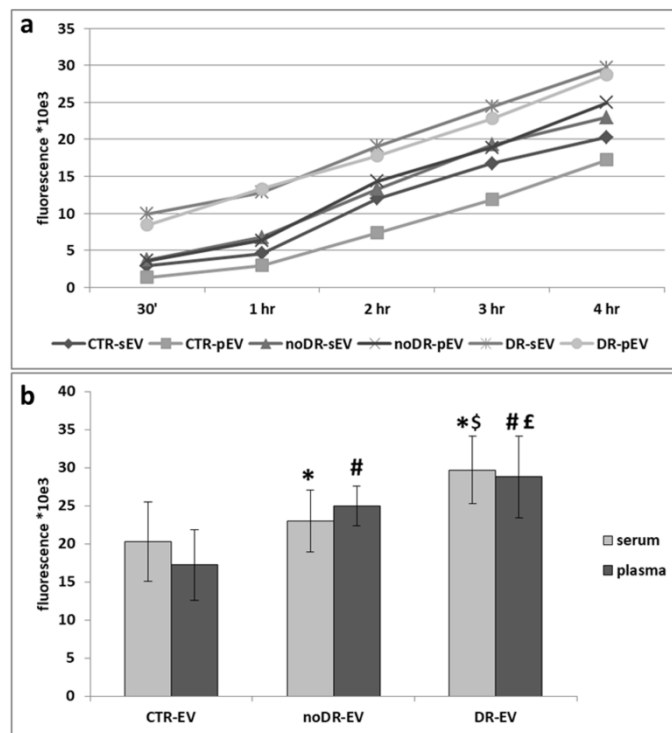 a
fluorescence *10e3
35
30
25
20
15
10
5
0
30' 1 hr 2 hr 3 hr 4 hr
CTR-sEV CTR-pEV noDR-sEV noDR-pEV DR-sEV DR-pEV
b
fluorescence *10e3
40
35
30
25
20
15
10
5
0
* # *$ #£
serum
plasma
CTR-EV noDR-EV DR-EV